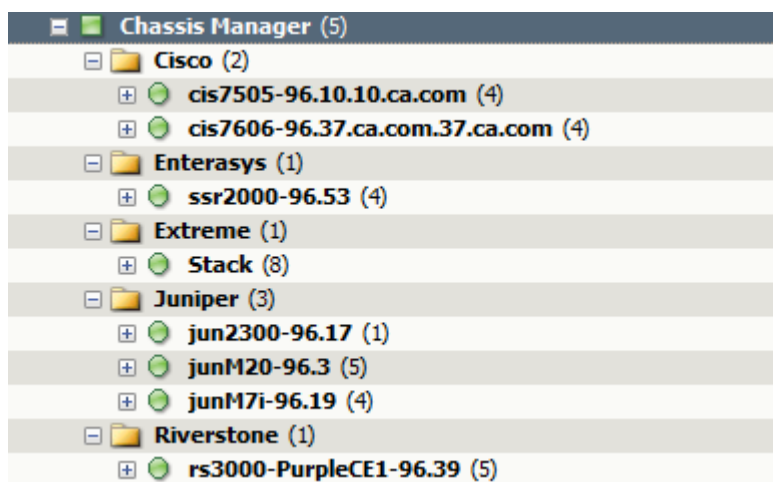 Chassis Manager (5)
Cisco (2)
cis7505-96.10.10.ca.com (4)
cis7606-96.37.ca.com.37.ca.com (4)
Enterasys (1)
ssr2000-96.53 (4)
Extreme (1)
Stack (8)
Juniper (3)
jun2300-96.17 (1)
junM20-96.3 (5)
junM7i-96.19 (4)
Riverstone (1)
rs3000-PurpleCE1-96.39 (5)